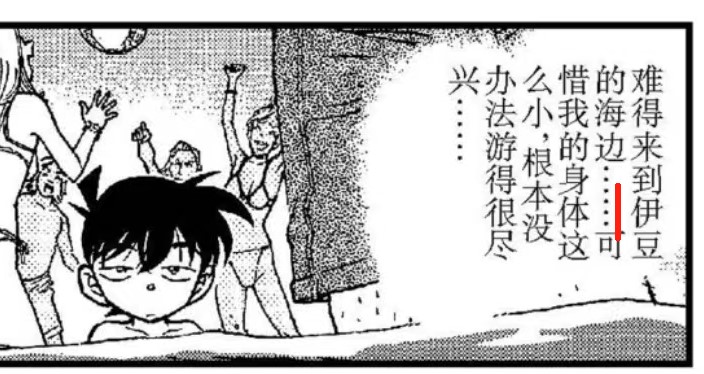 难得来到伊豆
的海边……可
惜我的身体这
么小，根本没
办法游得很尽
兴……